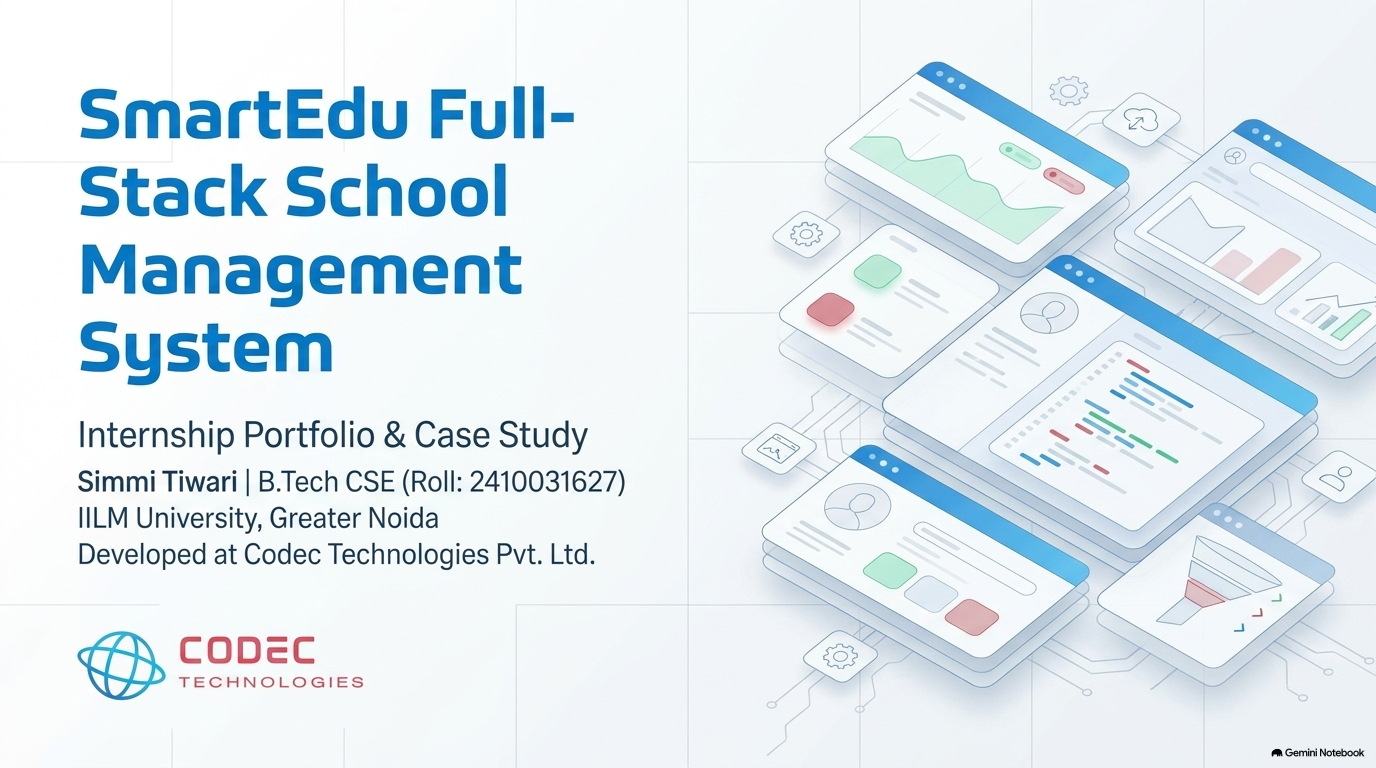 SmartEdu Full-
Stack School
Management
System
Internship Portfolio & Case Study
Simmi Tiwari | B.Tech CSE (Roll: 2410031627)
IILM University, Greater Noida
Developed at Codec Technologies Pvt. Ltd.
CODEC
TECHNOLOGIES
Gemini Notebook